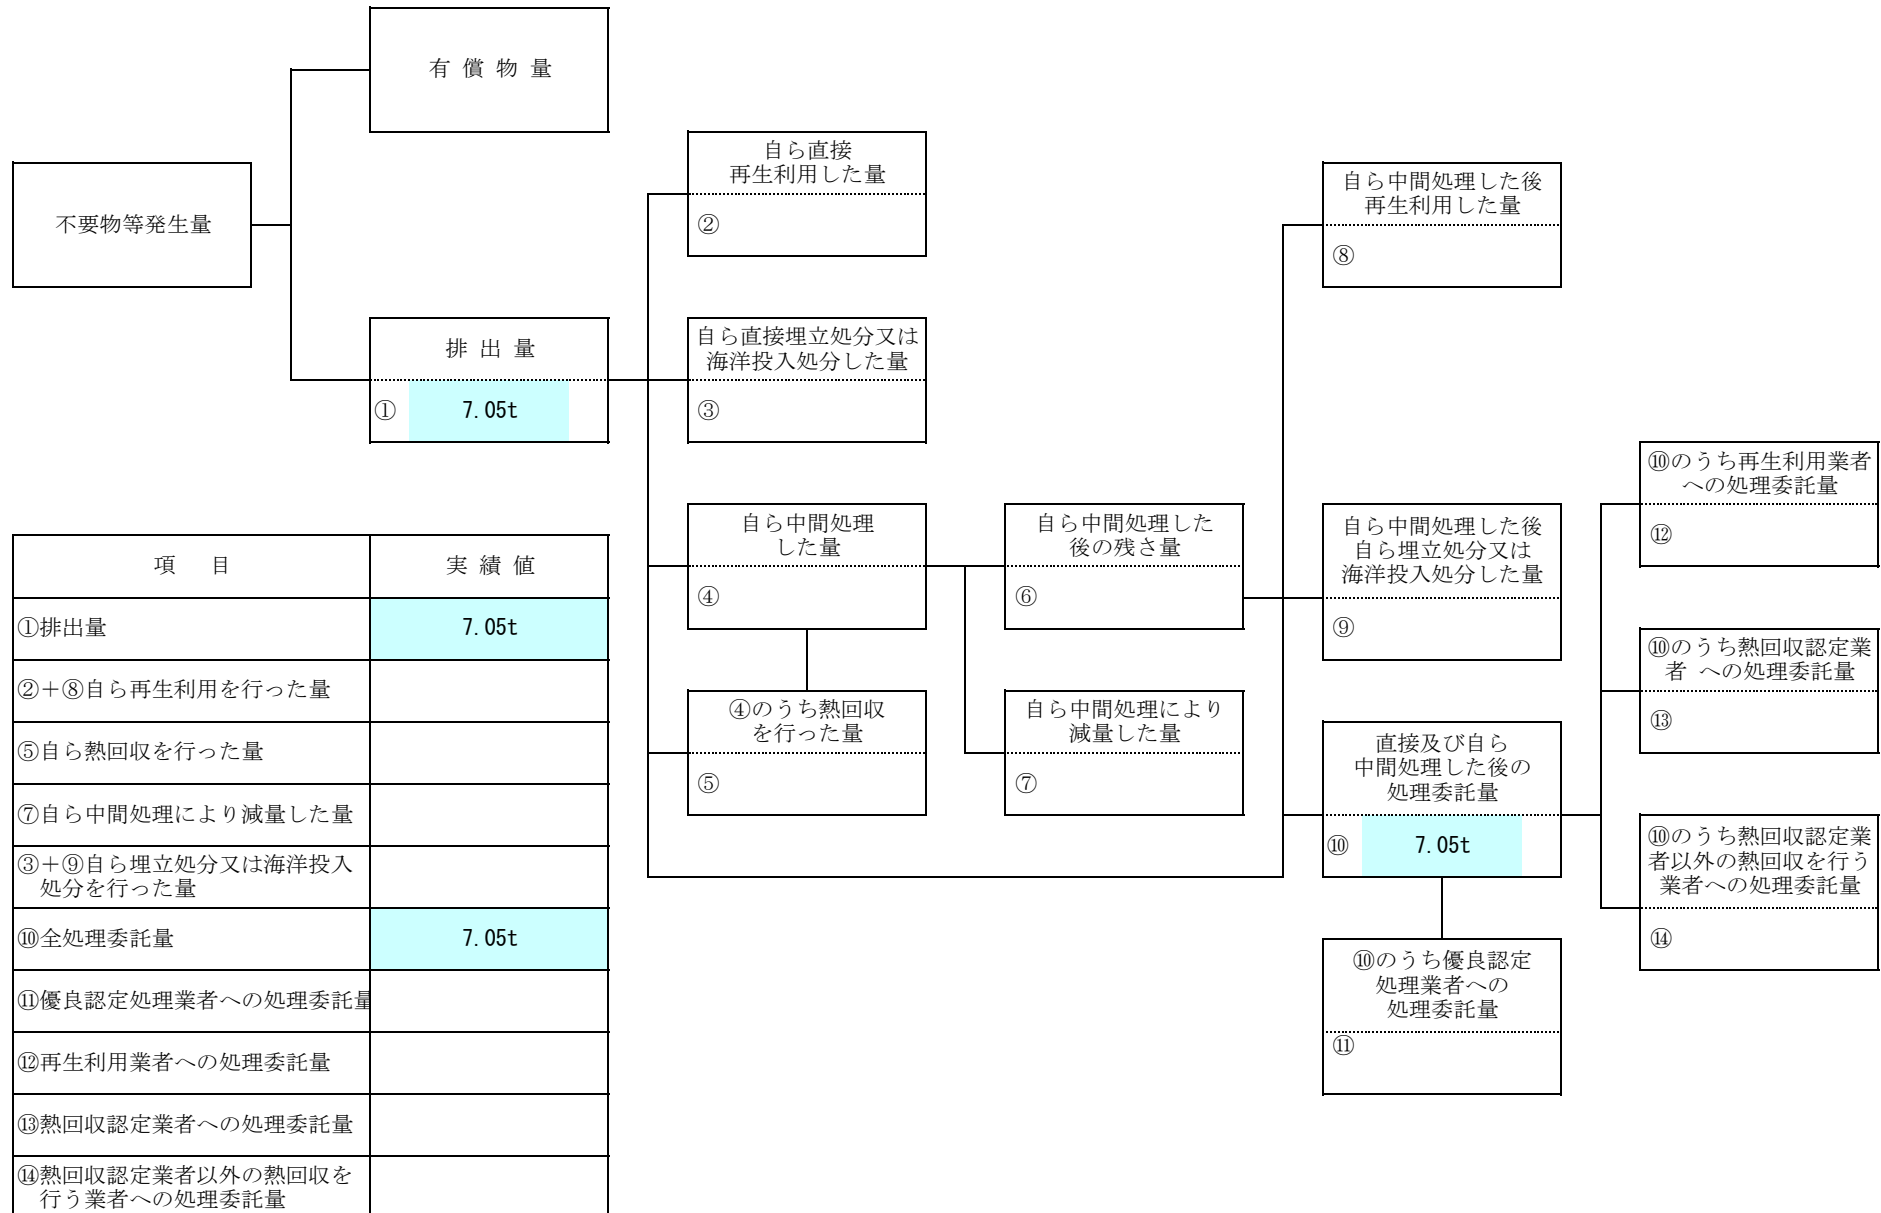 有 償 物 量
不要物等発生量
排 出 量
① 7.05t
自ら直接
再生利用した量
②
自ら直接埋立処分又は
海洋投入処分した量
③
自ら中間処理
した量
④
④のうち熱回収
を行った量
⑤
自ら中間処理した
後の残さ量
⑥
自ら中間処理により
減量した量
⑦
自ら中間処理した後
再生利用した量
⑧
自ら中間処理した後
自ら埋立処分又は
海洋投入処分した量
⑨
直接及び自ら
中間処理した後の
処理委託量
⑩ 7.05t
⑩のうち優良認定
処理業者への
処理委託量
⑪
⑩のうち再生利用業者
への処理委託量
⑫
⑩のうち熱回収認定業
者 への処理委託量
⑬
⑩のうち熱回収認定業
者以外の熱回収を行う
業者への処理委託量
⑭
項 目 実 績 値
①排出量 7.05t
②+⑧自ら再生利用を行った量
⑤自ら熱回収を行った量
⑦自ら中間処理により減量した量
③+⑨自ら埋立処分又は海洋投入
処分を行った量
⑩全処理委託量 7.05t
⑪優良認定処理業者への処理委託量
⑫再生利用業者への処理委託量
⑬熱回収認定業者への処理委託量
⑭熱回収認定業者以外の熱回収を
行う業者への処理委託量